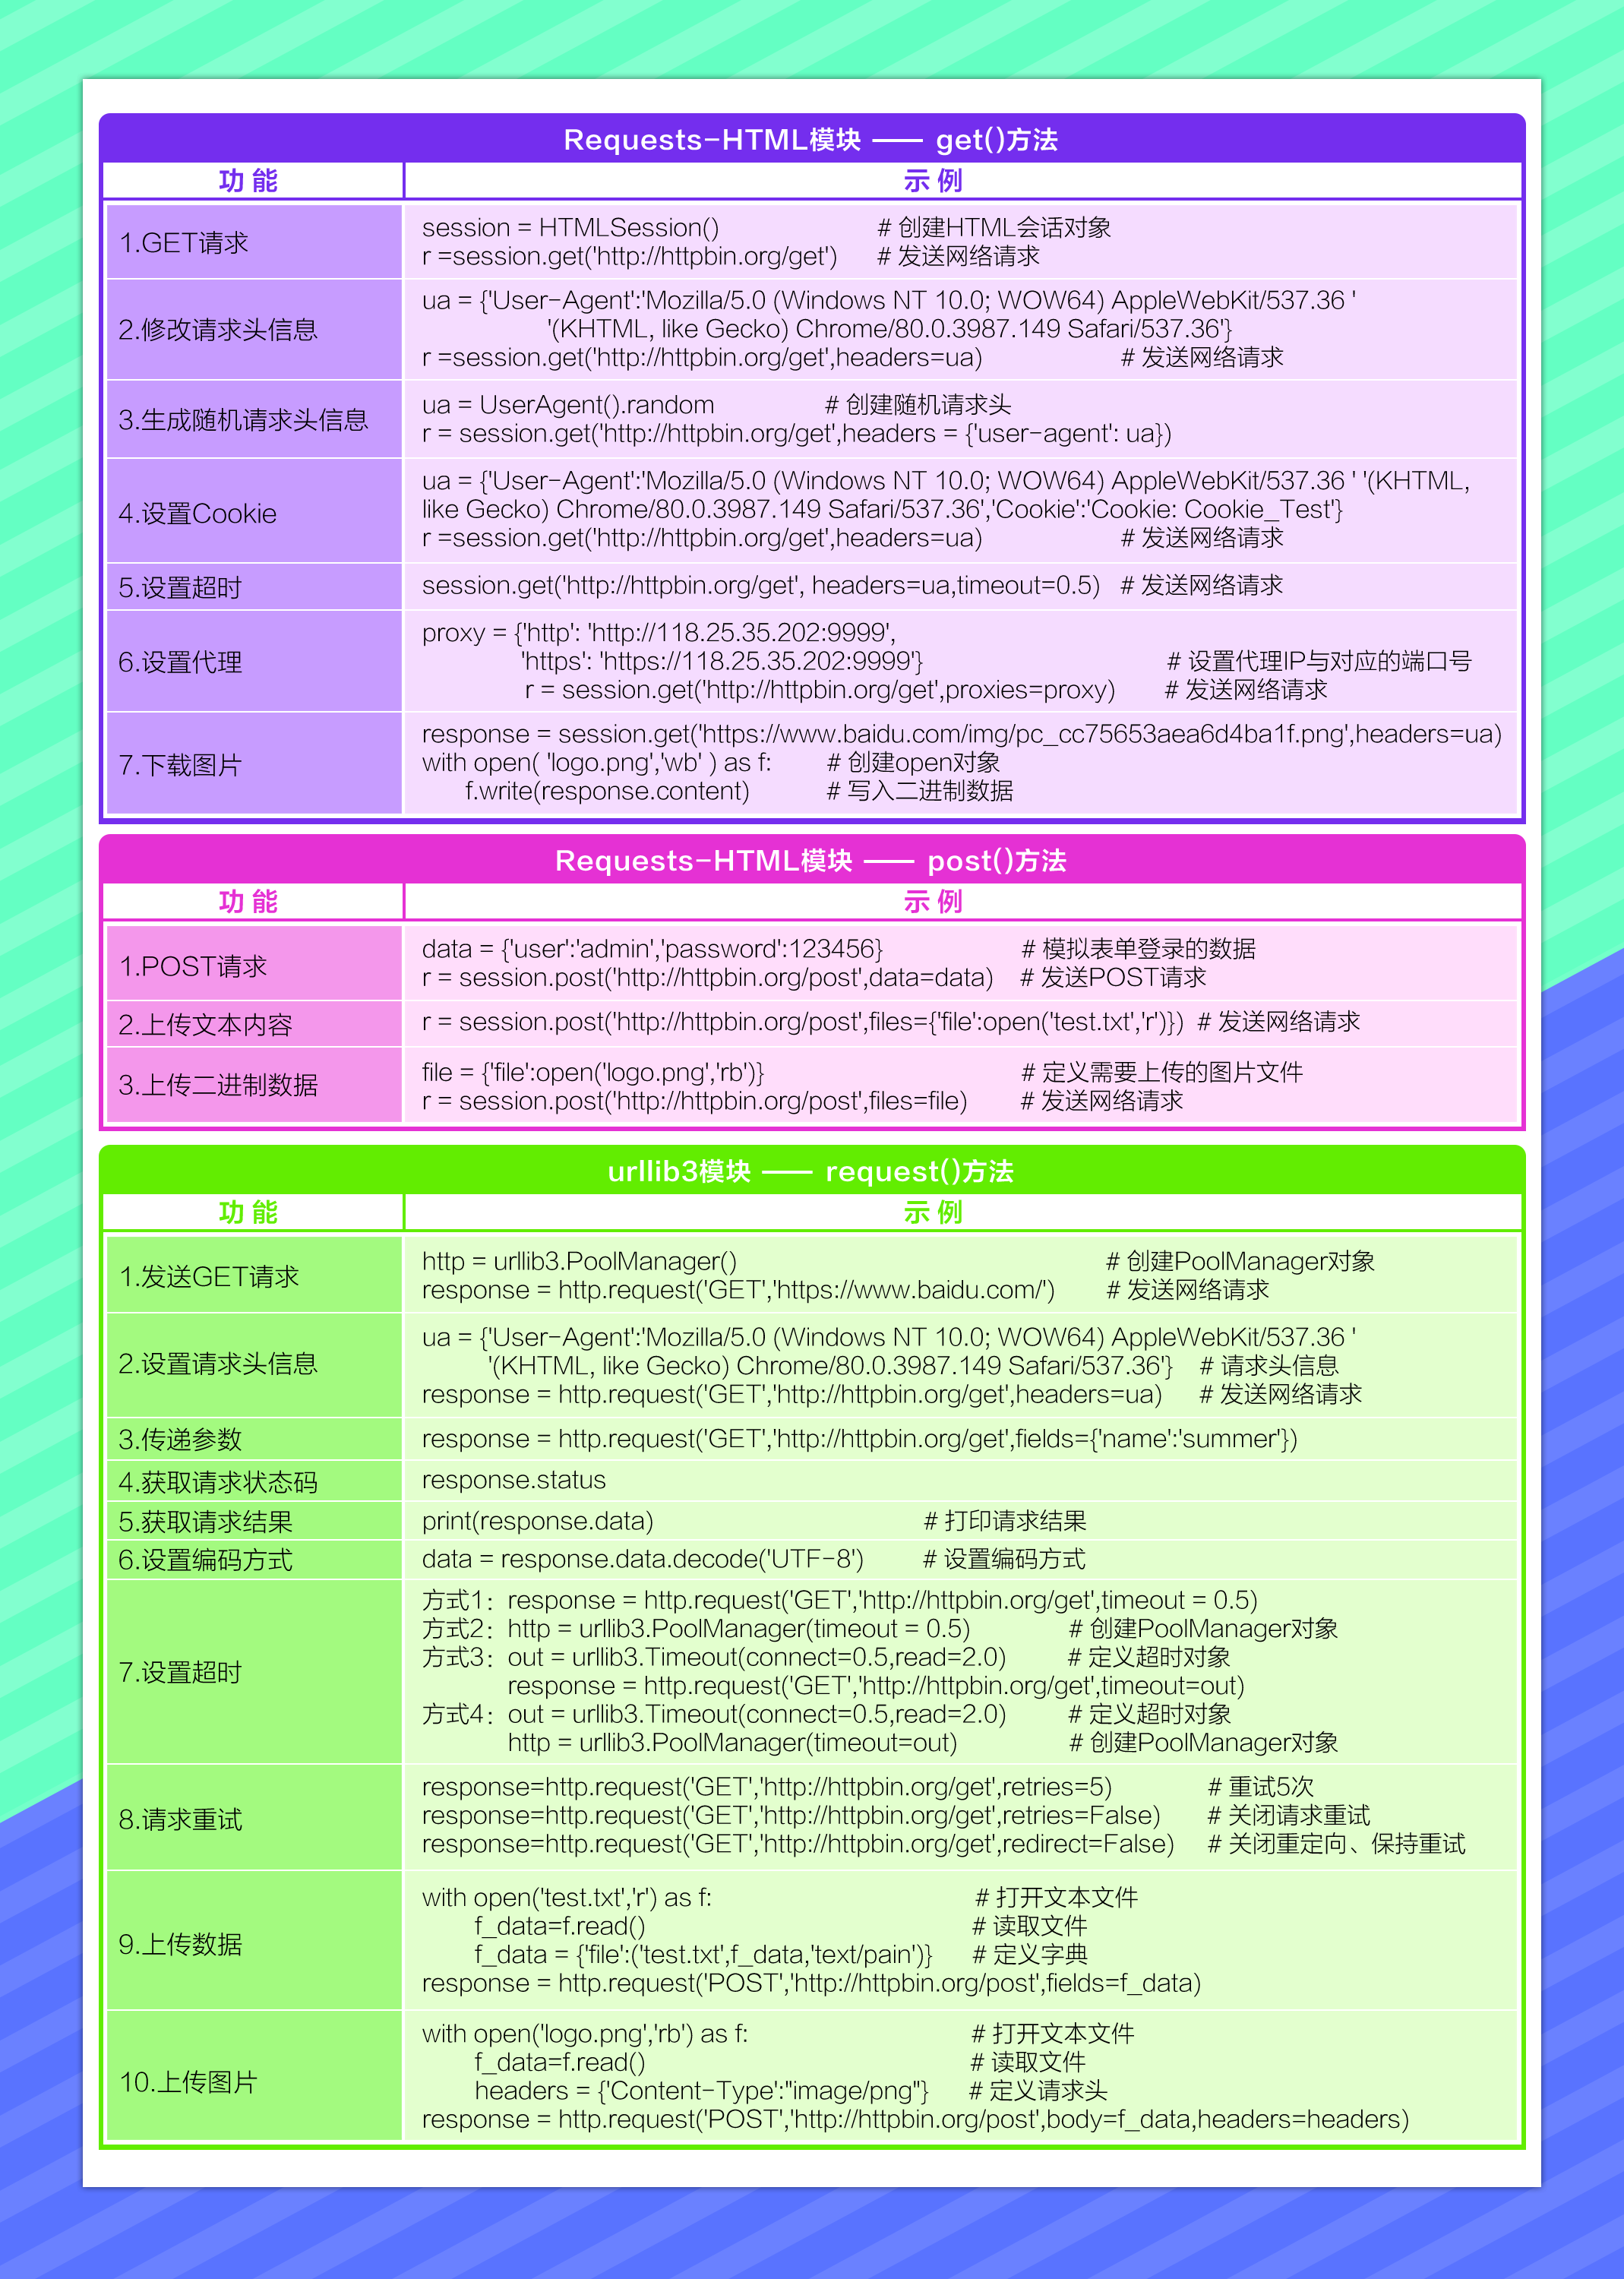 Requests-HTML模块 —— get()方法
功 能 示 例
1.GET请求
session = HTMLSession() # 创建HTML会话对象
r =session.get('http://httpbin.org/get') # 发送网络请求
2.修改请求头信息
ua = {'User-Agent':'Mozilla/5.0 (Windows NT 10.0; WOW64) AppleWebKit/537.36 '
'(KHTML, like Gecko) Chrome/80.0.3987.149 Safari/537.36'}
r =session.get('http://httpbin.org/get',headers=ua) # 发送网络请求
3.生成随机请求头信息
ua = UserAgent().random # 创建随机请求头
r = session.get('http://httpbin.org/get',headers = {'user-agent': ua})
4.设置Cookie
ua = {'User-Agent':'Mozilla/5.0 (Windows NT 10.0; WOW64) AppleWebKit/537.36 ' '(KHTML,
like Gecko) Chrome/80.0.3987.149 Safari/537.36','Cookie':'Cookie: Cookie_Test'}
r =session.get('http://httpbin.org/get',headers=ua) # 发送网络请求
5.设置超时
session.get('http://httpbin.org/get', headers=ua,timeout=0.5) # 发送网络请求
6.设置代理
proxy = {'http': 'http://118.25.35.202:9999',
'https': 'https://118.25.35.202:9999'} # 设置代理IP与对应的端口号
r = session.get('http://httpbin.org/get',proxies=proxy) # 发送网络请求
7.下载图片
response = session.get('https://www.baidu.com/img/pc_cc75653aea6d4ba1f.png',headers=ua)
with open( 'logo.png','wb' ) as f: # 创建open对象
f.write(response.content) # 写入二进制数据
Requests-HTML模块 —— post()方法
功 能 示 例
1.POST请求
data = {'user':'admin','password':123456} # 模拟表单登录的数据
r = session.post('http://httpbin.org/post',data=data) # 发送POST请求
2.上传文本内容
r = session.post('http://httpbin.org/post',files={'file':open('test.txt','r')}) # 发送网络请求
3.上传二进制数据
file = {'file':open('logo.png','rb')} # 定义需要上传的图片文件
r = session.post('http://httpbin.org/post',files=file) # 发送网络请求
urllib3模块 —— request()方法
功 能 示 例
1.发送GET请求
http = urllib3.PoolManager() # 创建PoolManager对象
response = http.request('GET','https://www.baidu.com/') # 发送网络请求
2.设置请求头信息
ua = {'User-Agent':'Mozilla/5.0 (Windows NT 10.0; WOW64) AppleWebKit/537.36 '
'(KHTML, like Gecko) Chrome/80.0.3987.149 Safari/537.36'} # 请求头信息
response = http.request('GET','http://httpbin.org/get',headers=ua) # 发送网络请求
3.传递参数
response = http.request('GET','http://httpbin.org/get',fields={'name':'summer'})
4.获取请求状态码
response.status
5.获取请求结果
print(response.data) # 打印请求结果
6.设置编码方式
data = response.data.decode('UTF-8') # 设置编码方式
7.设置超时
方式1：response = http.request('GET','http://httpbin.org/get',timeout = 0.5)
方式2：http = urllib3.PoolManager(timeout = 0.5) # 创建PoolManager对象
方式3：out = urllib3.Timeout(connect=0.5,read=2.0) # 定义超时对象
response = http.request('GET','http://httpbin.org/get',timeout=out)
方式4：out = urllib3.Timeout(connect=0.5,read=2.0) # 定义超时对象
http = urllib3.PoolManager(timeout=out) # 创建PoolManager对象
8.请求重试
response=http.request('GET','http://httpbin.org/get',retries=5) # 重试5次
response=http.request('GET','http://httpbin.org/get',retries=False) # 关闭请求重试
response=http.request('GET','http://httpbin.org/get',redirect=False) # 关闭重定向、保持重试
9.上传数据
with open('test.txt','r') as f: # 打开文本文件
f_data=f.read() # 读取文件
f_data = {'file':('test.txt',f_data,'text/pain')} # 定义字典
response = http.request('POST','http://httpbin.org/post',fields=f_data)
10.上传图片
with open('logo.png','rb') as f: # 打开文本文件
f_data=f.read() # 读取文件
headers = {'Content-Type':"image/png"} # 定义请求头
response = http.request('POST','http://httpbin.org/post',body=f_data,headers=headers)